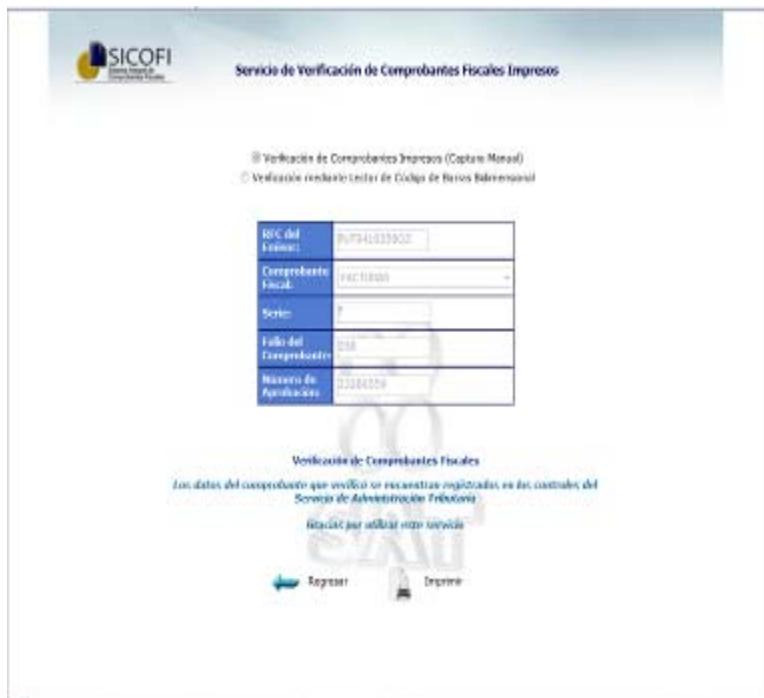 SICOFI
Servicio de Verificación de Comprobantes Fiscales Impresos
Verificación de Comprobantes Impresos (Captura Manual)
Verificación mediante Lector de Código de Barras Bidimensional
RFC del
Emisor:
Comprobante
Fiscal:
FACTURAS
Serie:
Folio del
Comprobante:
Número de
Aprobación:
Verificación de Comprobantes Fiscales
Los datos del comprobante que verificó se encuentran registrados en los controles del
Servicio de Administración Tributaria
Gracias por utilizar este servicio
SAT
Regresar Imprimir